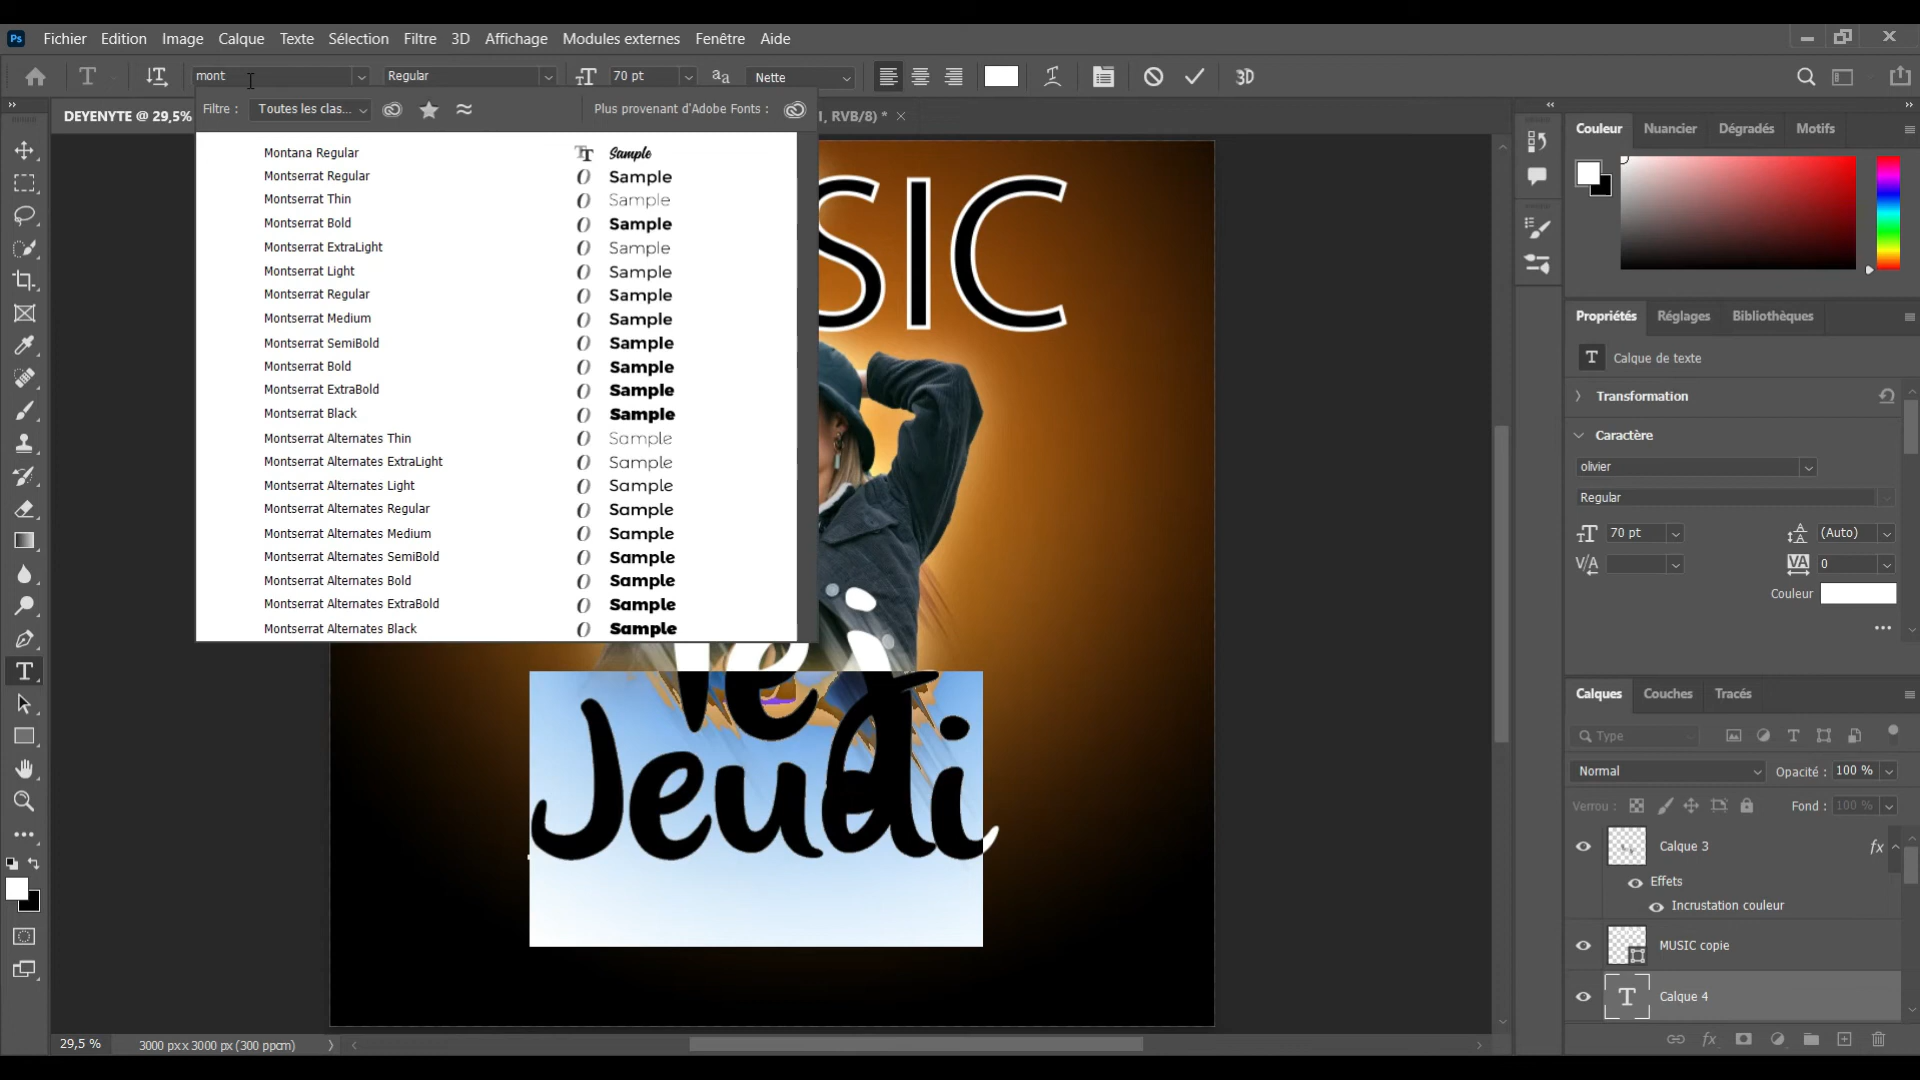 Ps Fichier Edition Image Calque Texte Sélection Filtre 3D Affichage Modules externes Fenêtre Aide
mont Regular 70 pt Nette 3D
Filtre : Toutes les clas... Plus provenant d'Adobe Fonts :
DEYENYTE @ 29,5% l, RVB/8) *
Montana Regular Sample
Montserrat Regular Sample
Montserrat Thin Sample
Montserrat Bold Sample
Montserrat ExtraLight Sample
Montserrat Light Sample
Montserrat Regular Sample
Montserrat Medium Sample
Montserrat SemiBold Sample
Montserrat Bold Sample
Montserrat ExtraBold Sample
Montserrat Black Sample
Montserrat Alternates Thin Sample
Montserrat Alternates ExtraLight Sample
Montserrat Alternates Light Sample
Montserrat Alternates Regular Sample
Montserrat Alternates Medium Sample
Montserrat Alternates SemiBold Sample
Montserrat Alternates Bold Sample
Montserrat Alternates ExtraBold Sample
Montserrat Alternates Black Sample
SIC
Jeudi
29,5 % 3000 px x 3000 px (300 ppcm)
Couleur Nuancier Dégradés Motifs
Propriétés Réglages Bibliothèques
Calque de texte
Transformation
Caractère
olivier
Regular
70 pt (Auto)
0
Couleur
Calques Couches Tracés
Type
Normal Opacité : 100 %
Verrou : Fond : 100 %
Calque 3 fx
Effets
Incrustation couleur
MUSIC copie
Calque 4
fx